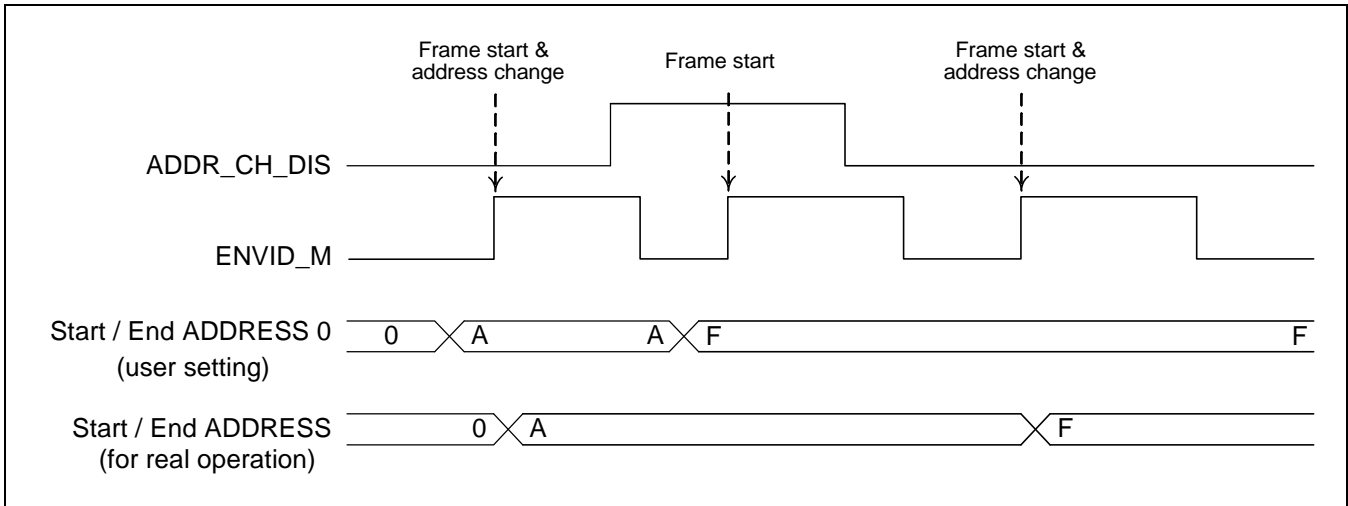 Frame start &
address change
Frame start
Frame start &
address change
ADDR_CH_DIS
ENVID_M
Start / End ADDRESS 0
(user setting)
0 A A F F
Start / End ADDRESS
(for real operation)
0 A F